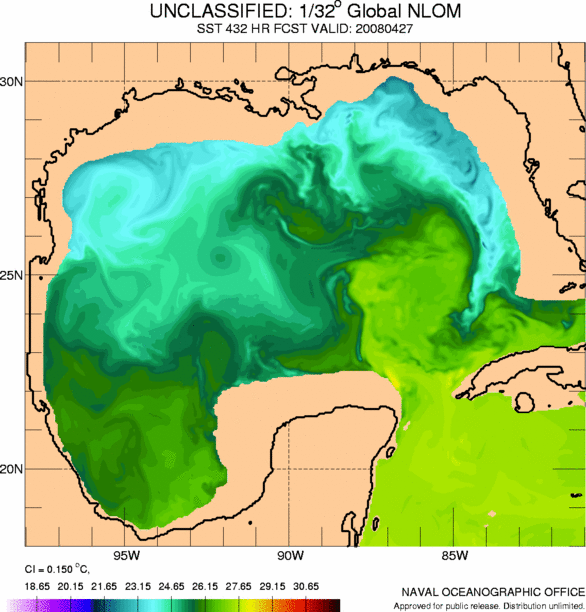 UNCLASSIFIED: 1/32° Global NLOM
SST 432 HR FCST VALID: 20080427
30N
25N
20N
95W 90W 85W
CI = 0.150 °C,
18.65 20.15 21.65 23.15 24.65 26.15 27.65 29.15 30.65
NAVAL OCEANOGRAPHIC OFFICE
Approved for public release. Distribution unlimited.